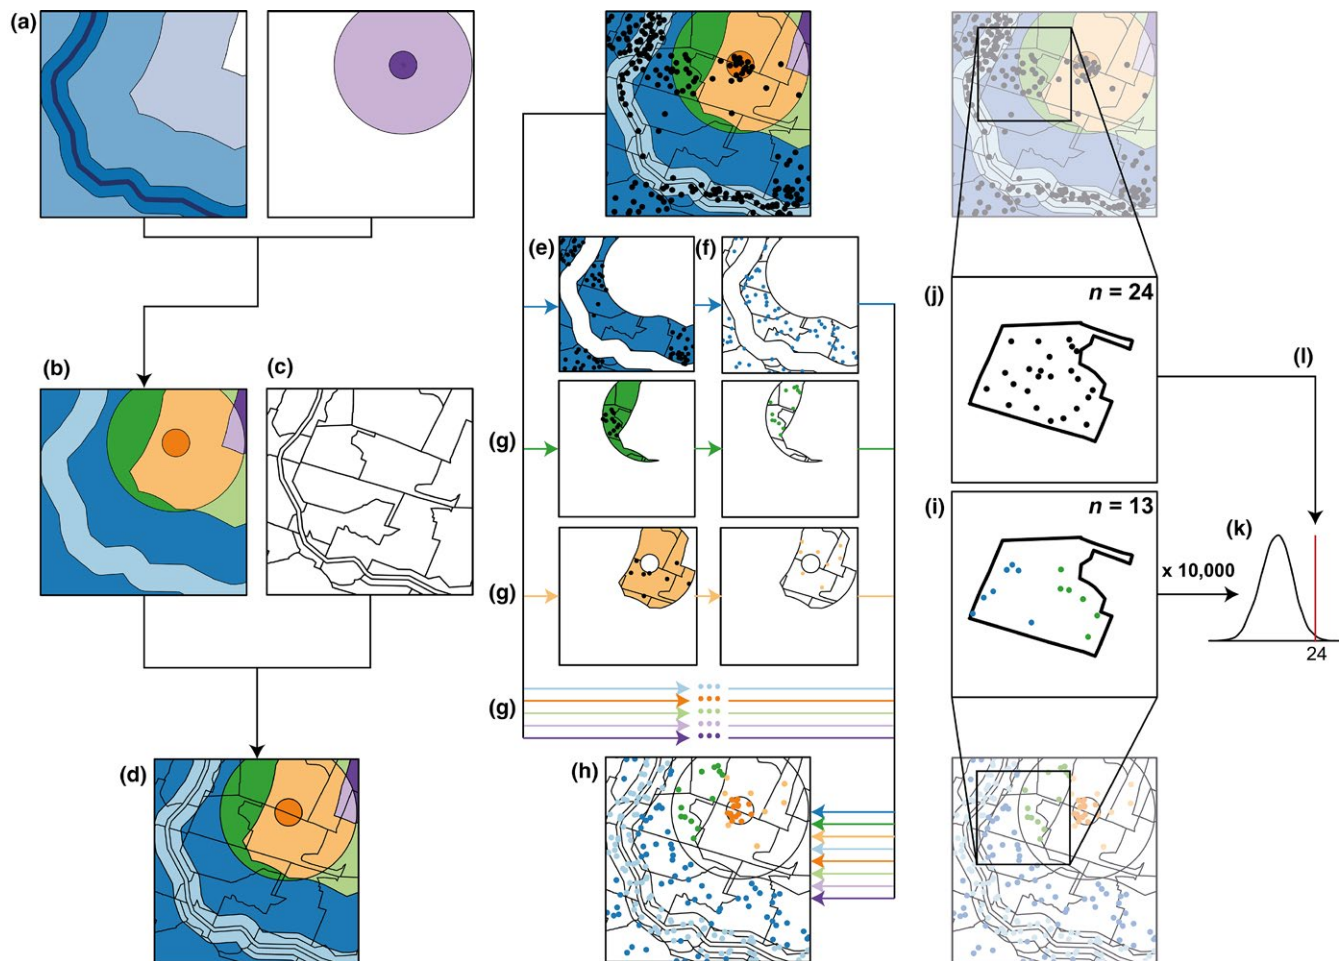 (a)
(b)
(c)
(d)
(e)
(f)
(g)
(g)
(g)
(h)
(j)
n = 24
(i)
n = 13
x 10,000
(k)
(l)
24